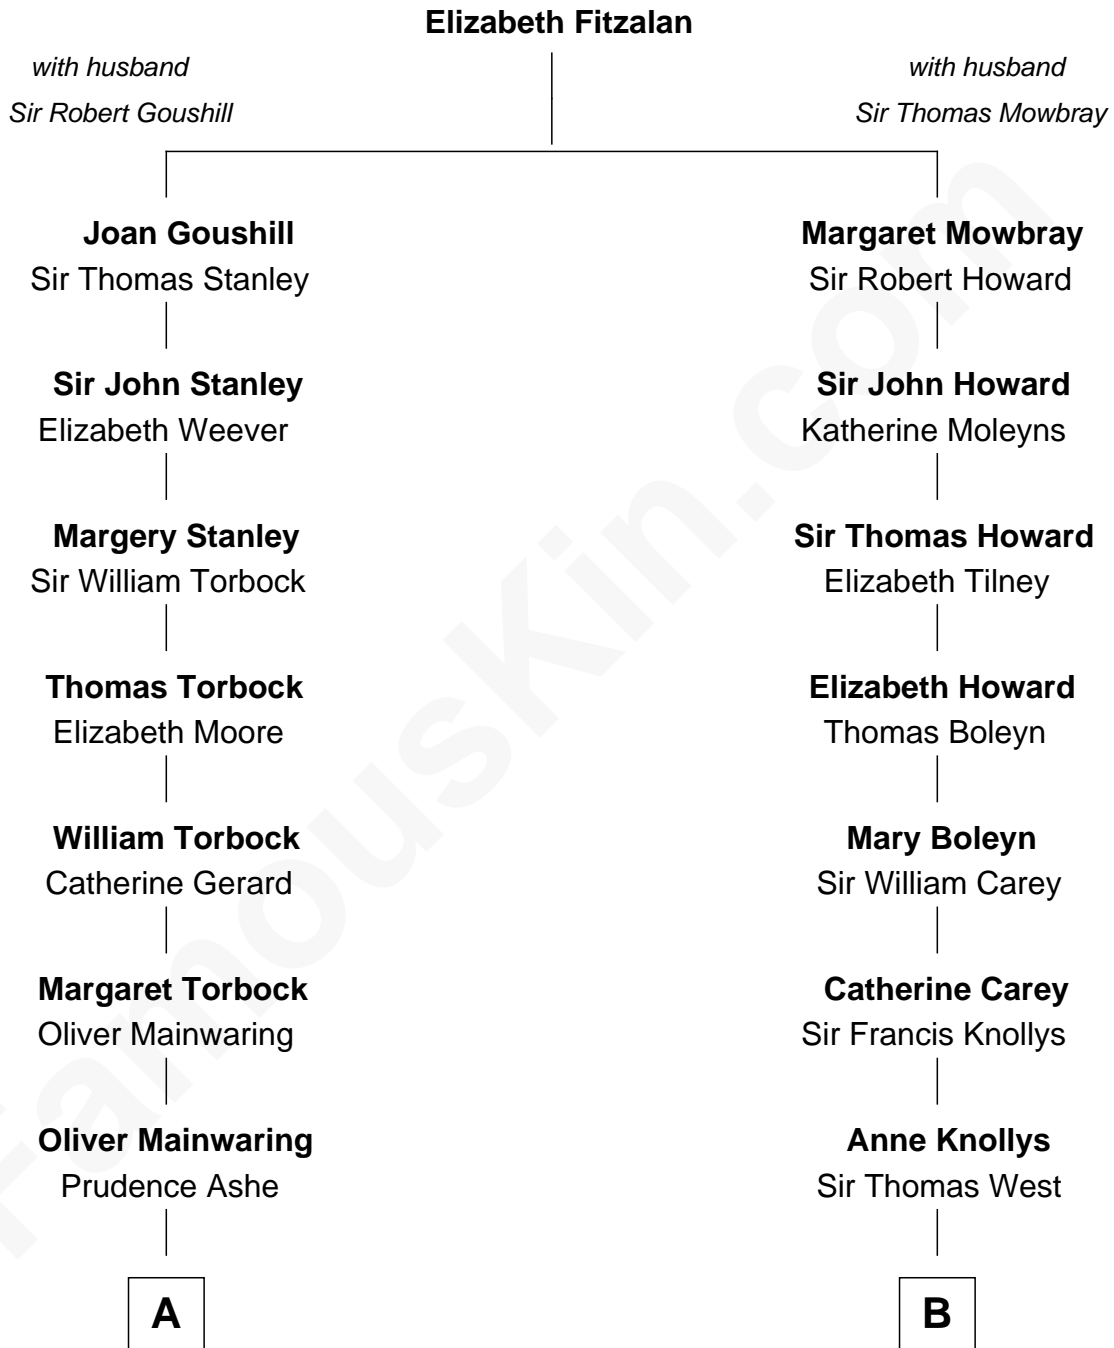 Elizabeth Fitzalan
with husband
Sir Robert Goushill
with husband
Sir Thomas Mowbray
Joan Goushill
Sir Thomas Stanley
Margaret Mowbray
Sir Robert Howard
Sir John Stanley
Elizabeth Weever
Sir John Howard
Katherine Moleyns
Margery Stanley
Sir William Torbock
Sir Thomas Howard
Elizabeth Tilney
Thomas Torbock
Elizabeth Moore
Elizabeth Howard
Thomas Boleyn
William Torbock
Catherine Gerard
Mary Boleyn
Sir William Carey
Margaret Torbock
Oliver Mainwaring
Catherine Carey
Sir Francis Knollys
Oliver Mainwaring
Prudence Ashe
Anne Knollys
Sir Thomas West
A
B
FamousKin.com